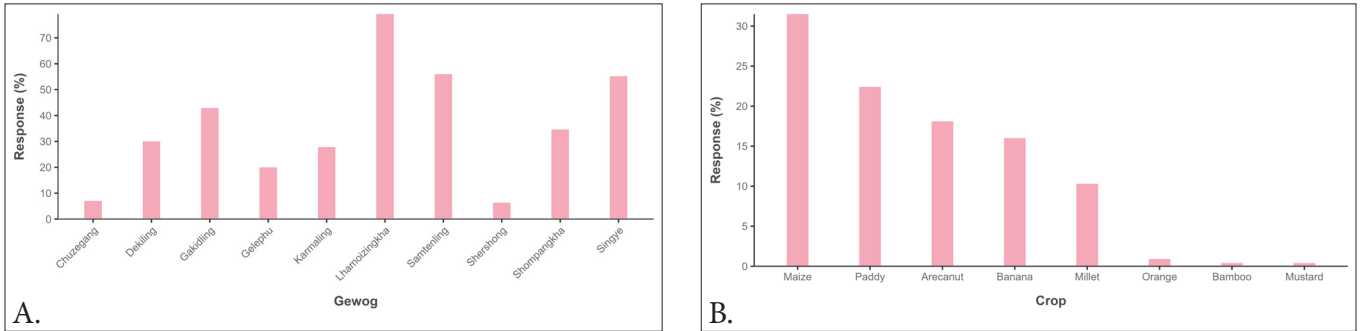 Response (%)
70
60
50
40
30
20
10
0
Chuzegang
Dekiling
Gakidling
Gelephu
Karmaling
Lhamoizingkha
Samtenling
Shershong
Shompangkha
Singye
Gewog
A.
Response (%)
30
25
20
15
10
5
0
Maize Paddy Arecanut Banana Millet Orange Bamboo Mustard
Crop
B.